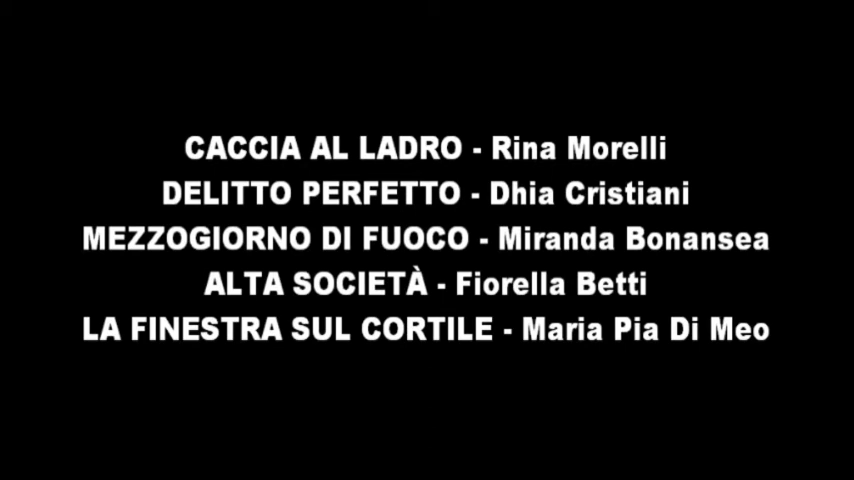 CACCIA AL LADRO - Rina Morelli
DELITTO PERFETTO - Dhia Cristiani
MEZZOGIORNO DI FUOCO - Miranda Bonansea
ALTA SOCIETÀ - Fiorella Betti
LA FINESTRA SUL CORTILE - Maria Pia Di Meo